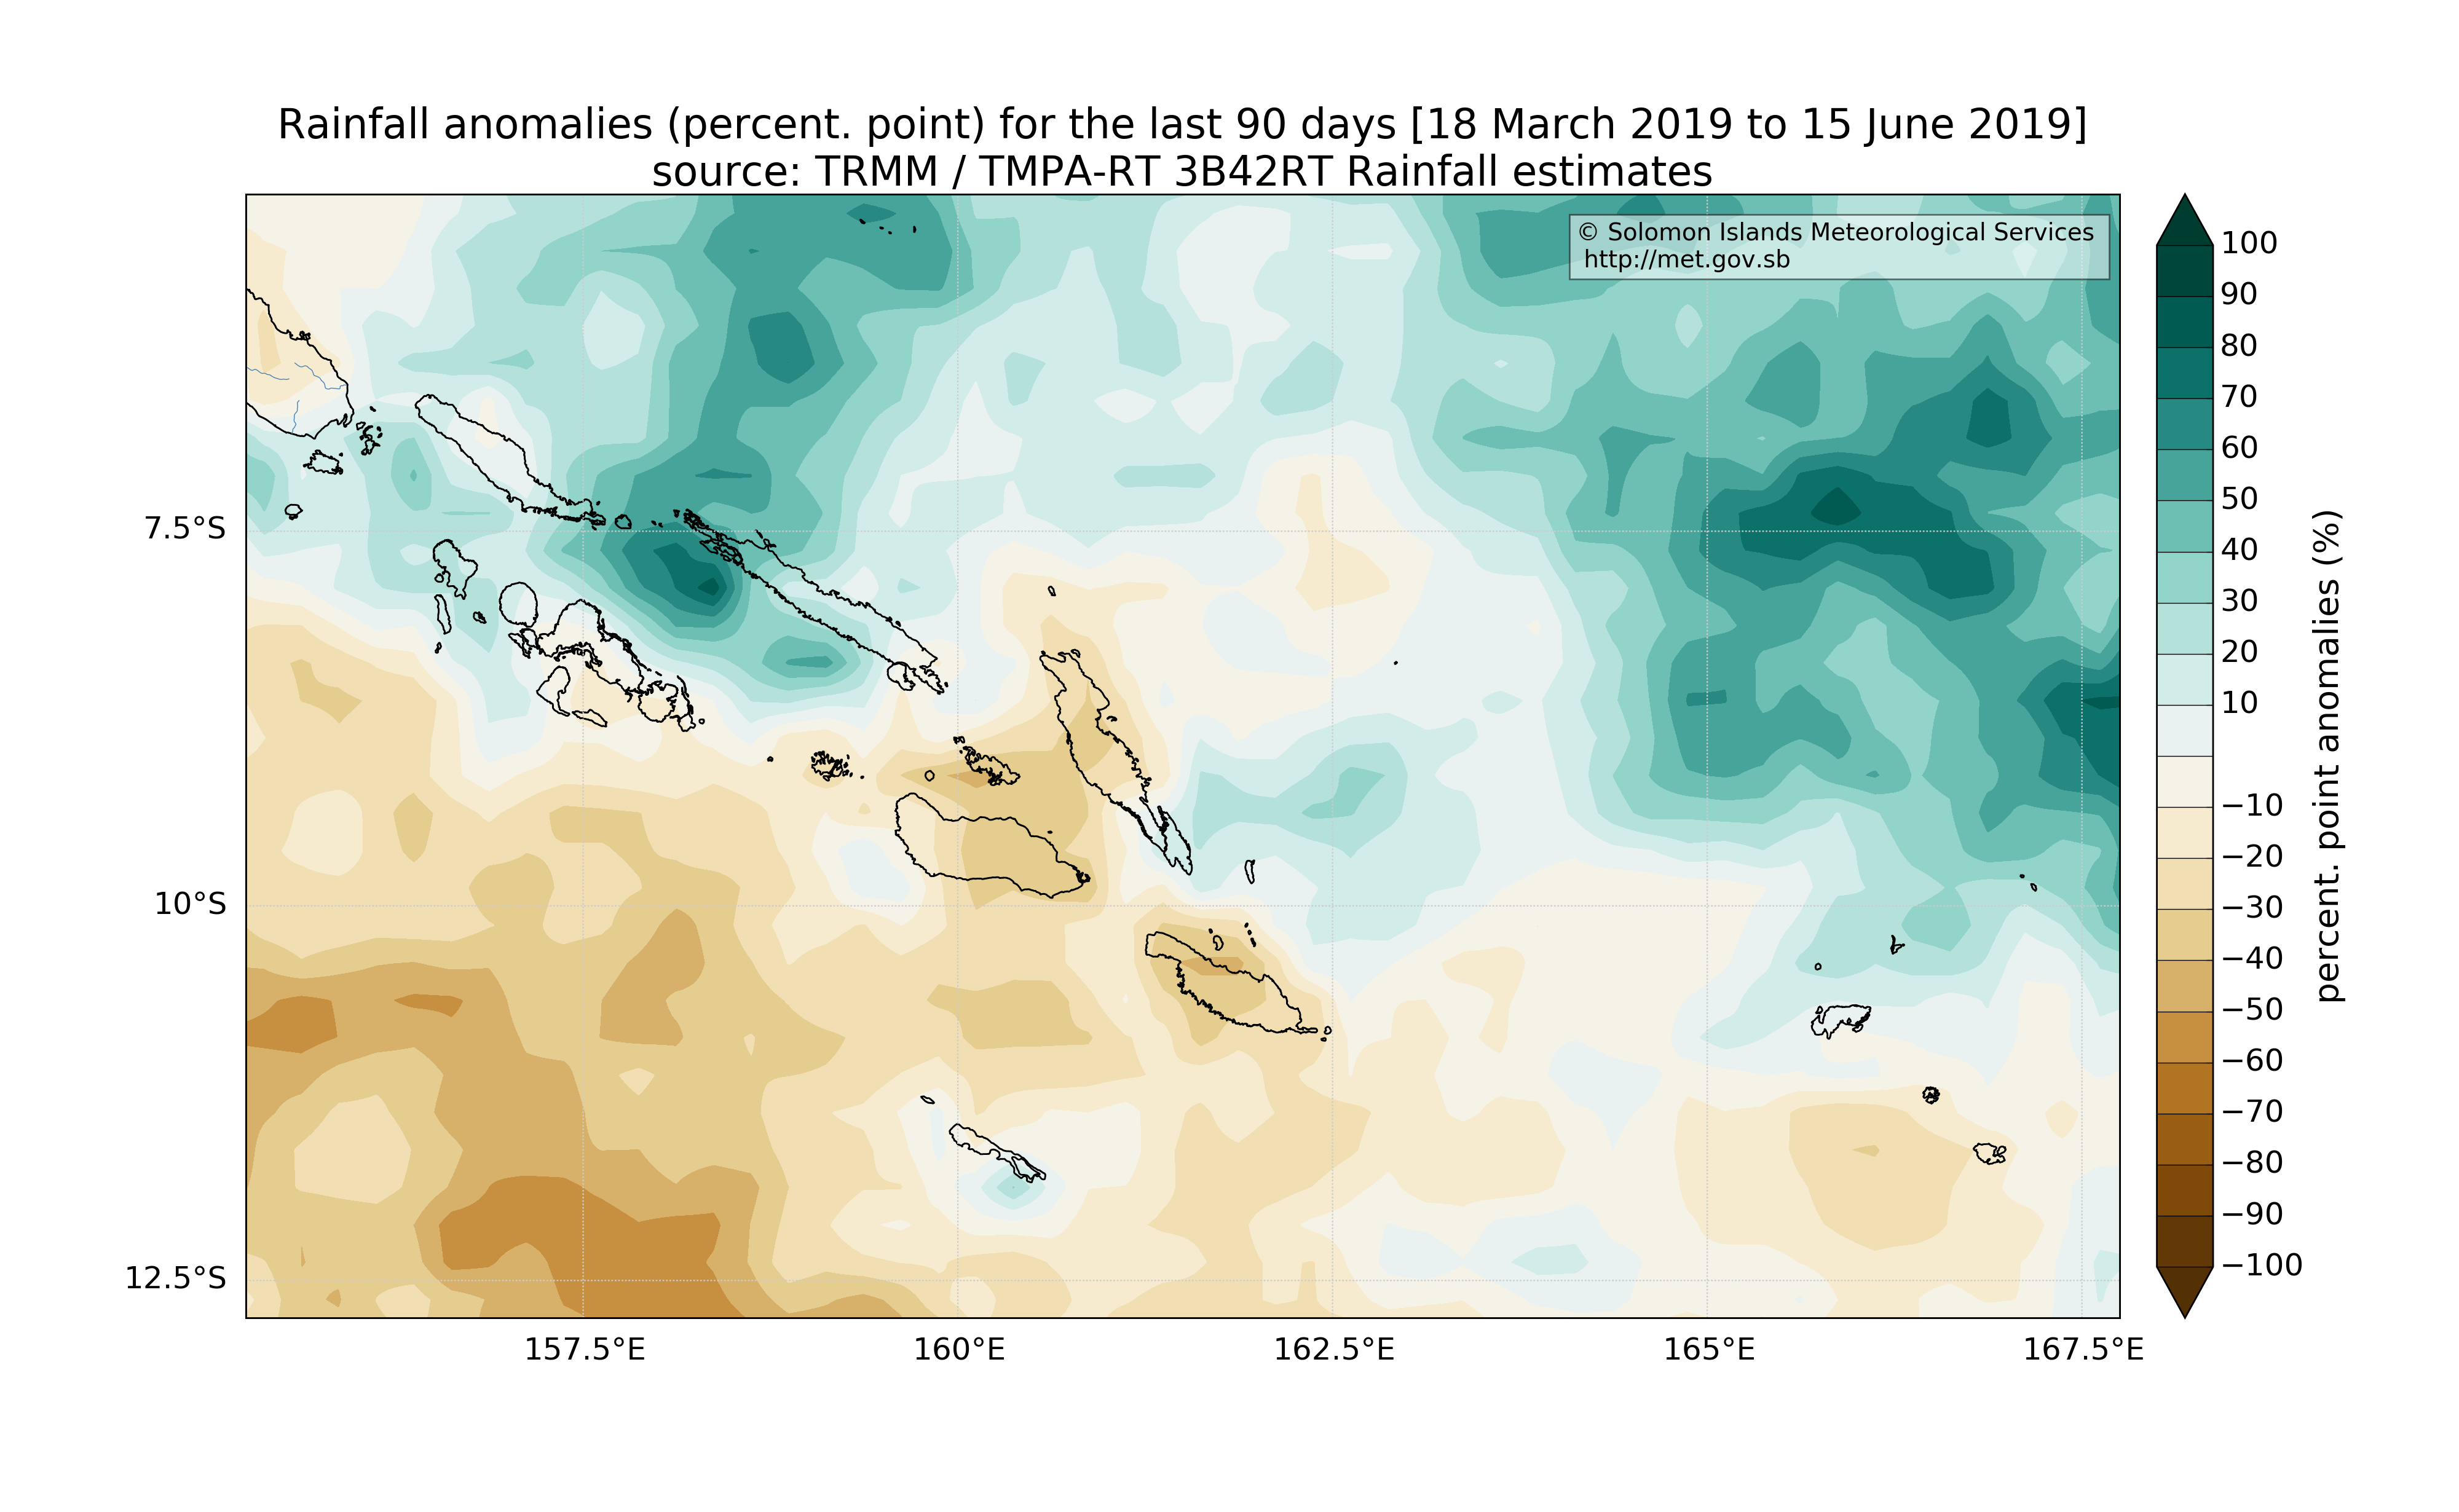 Rainfall anomalies (percent. point) for the last 90 days [18 March 2019 to 15 June 2019]
source: TRMM / TMPA-RT 3B42RT Rainfall estimates
© Solomon Islands Meteorological Services
http://met.gov.sb
7.5°S
10°S
12.5°S
157.5°E
160°E
162.5°E
165°E
167.5°E
100
90
80
70
60
50
40
30
20
10
−10
−20
−30
−40
−50
−60
−70
−80
−90
−100
percent. point anomalies (%)